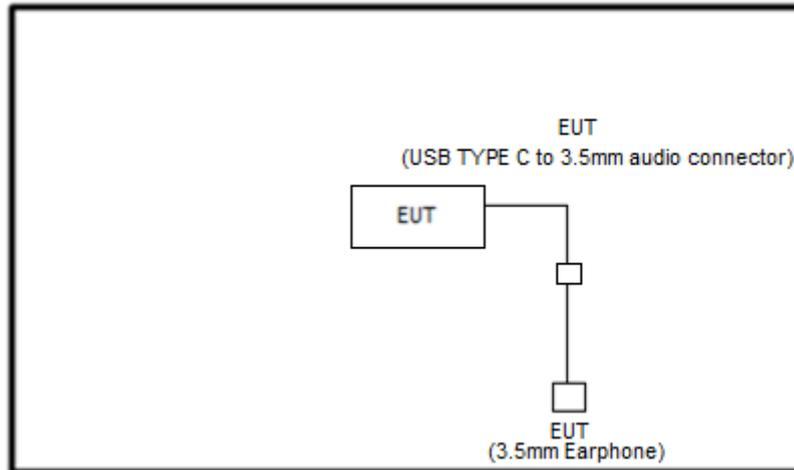 EUT
(USB TYPE C to 3.5mm audio connector)
EUT
EUT
(3.5mm Earphone)